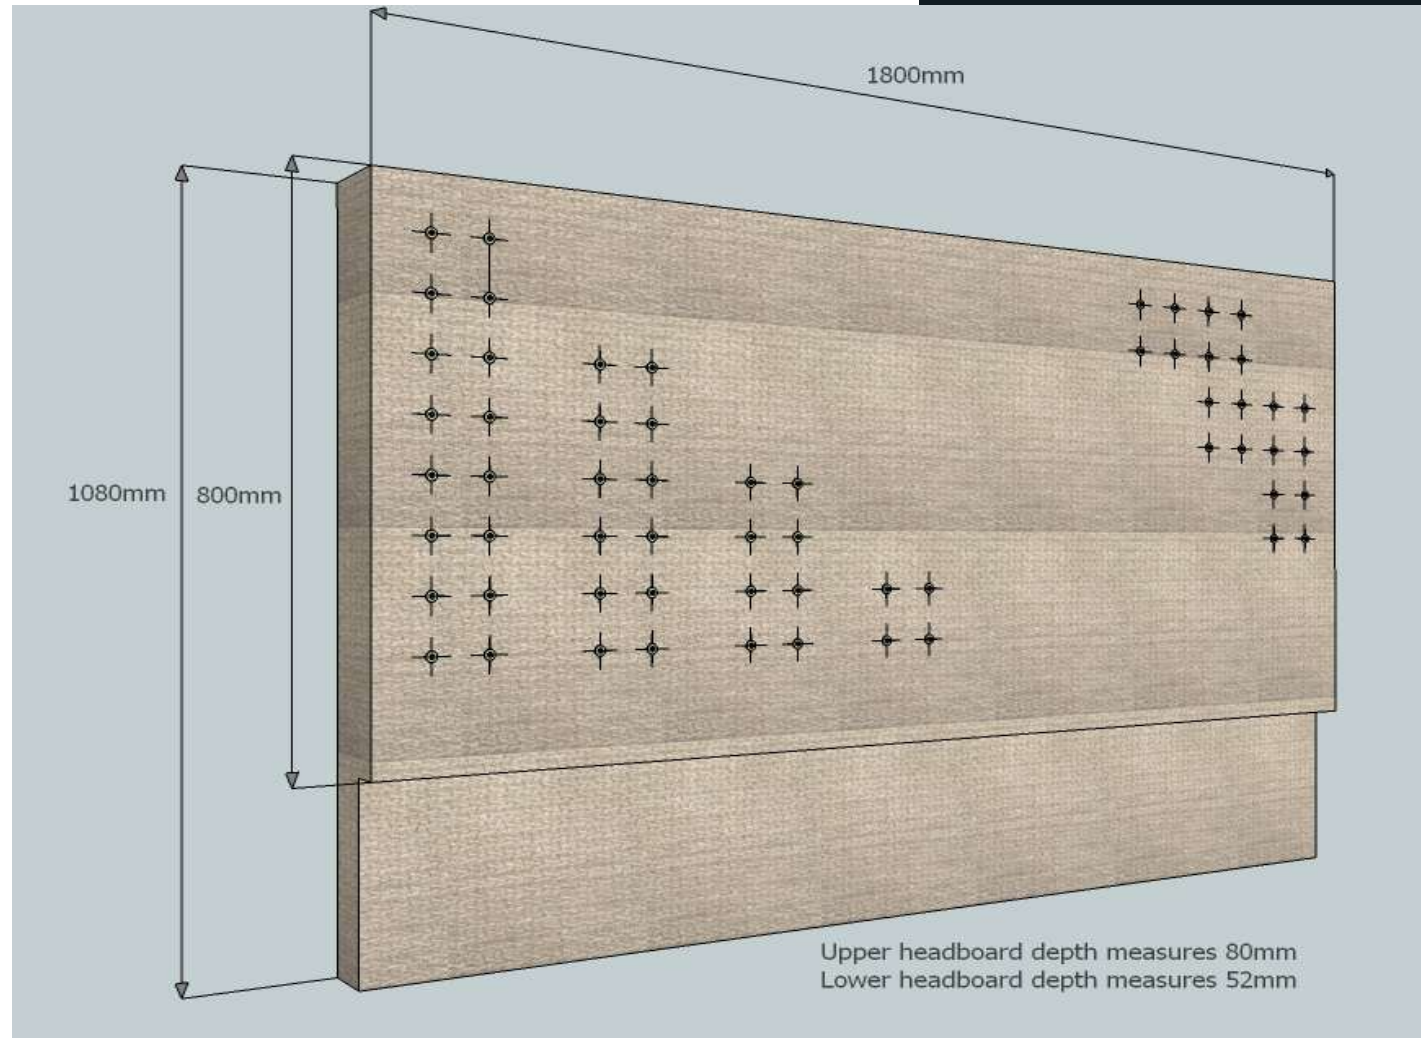 1800mm
1080mm
800mm
Upper headboard depth measures 80mm
Lower headboard depth measures 52mm